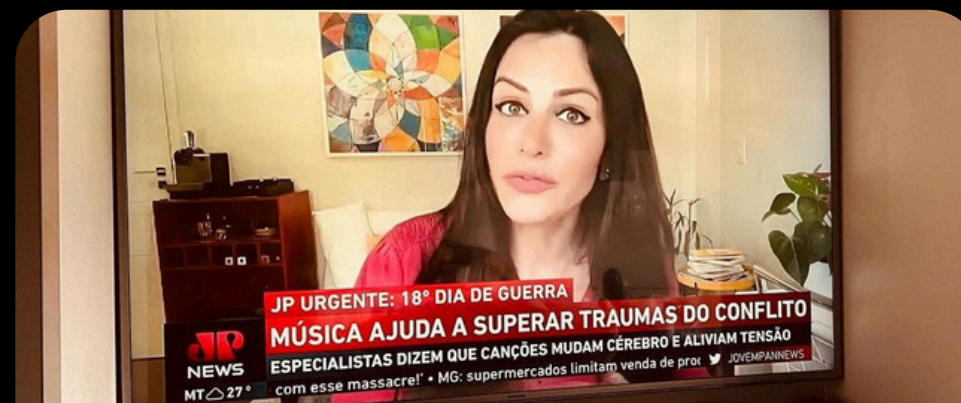 JP URGENTE: 18º DIA DE GUERRA
MÚSICA AJUDA A SUPERAR TRAUMAS DO CONFLITO
ESPECIALISTAS DIZEM QUE CANÇÕES MUDAM CÉREBRO E ALIVIAM TENSÃO
com esse massacre!" • MG: supermercados limitam venda de JOVEMPANNEWS
JP
NEWS
MT 27°